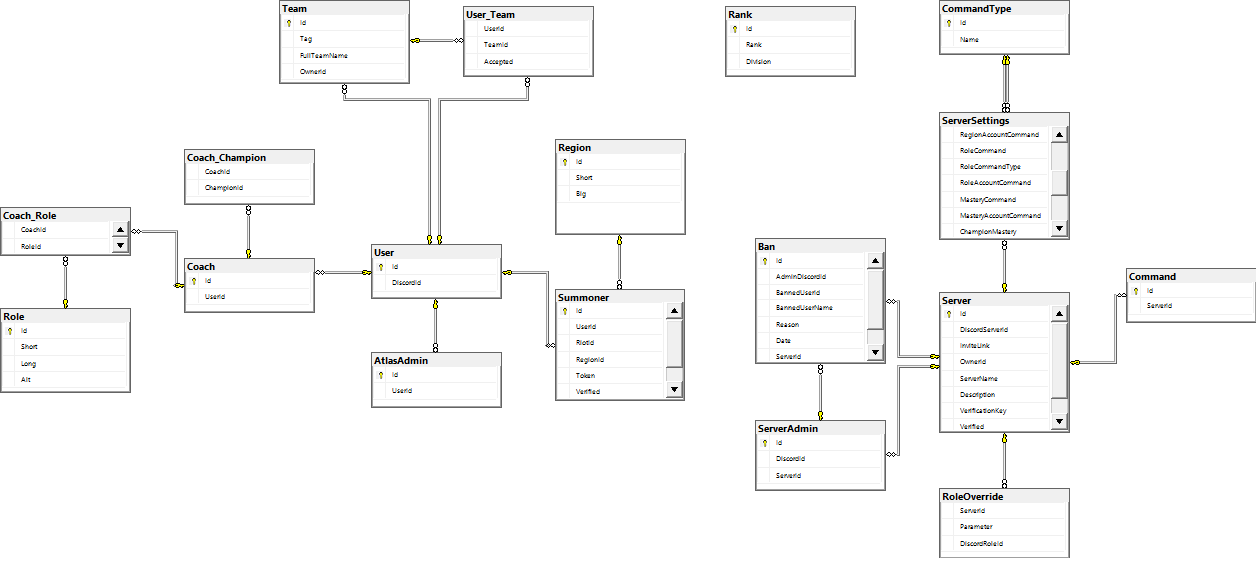 Team
Id
Tag
FullTeamName
OwnerId
User_Team
UserId
TeamId
Accepted
Rank
Id
Rank
Division
CommandType
Id
Name
ServerSettings
RegionAccountCommand
RoleCommand
RoleCommandType
RoleAccountCommand
MasteryCommand
MasteryAccountCommand
ChampionMastery
Coach_Champion
CoachId
ChampionId
Region
Id
Short
Big
Coach_Role
CoachId
RoleId
Coach
Id
UserId
User
Id
DiscordId
Ban
Id
AdminDiscordId
BannedUserId
BannedUserName
Reason
Date
ServerId
Command
Id
ServerId
Summoner
Id
UserId
RiotId
RegionId
Token
Verified
Server
Id
DiscordServerId
InviteLink
OwnerId
ServerName
Description
VerificationKey
Verified
Role
Id
Short
Long
Alt
AtlasAdmin
Id
UserId
ServerAdmin
Id
DiscordId
ServerId
RoleOverride
ServerId
Parameter
DiscordRoleId